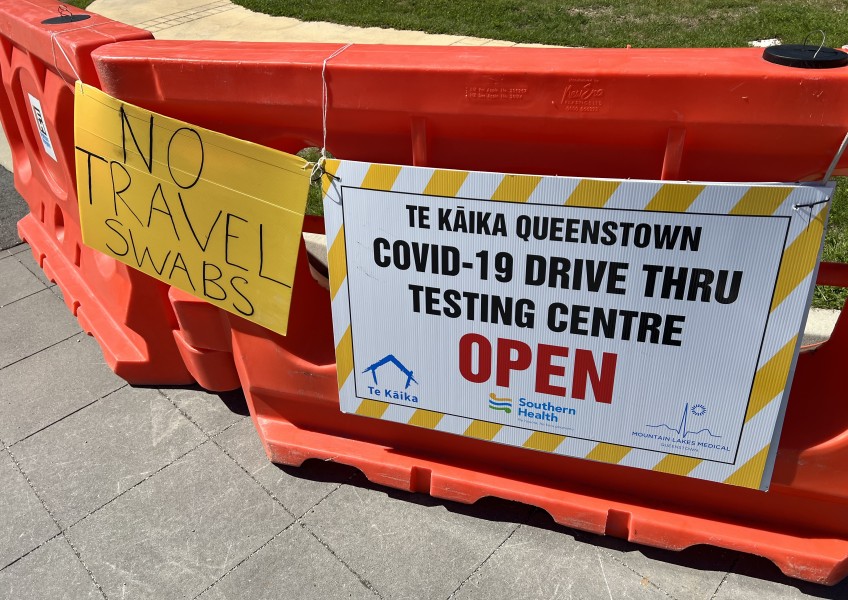 NO
TRAVEL
SWABS
TE KĀIKA QUEENSTOWN
COVID-19 DRIVE THRU
TESTING CENTRE
OPEN
Te Kāika
Southern
Health
MOUNTAIN LAKES MEDICAL
QUEENSTOWN